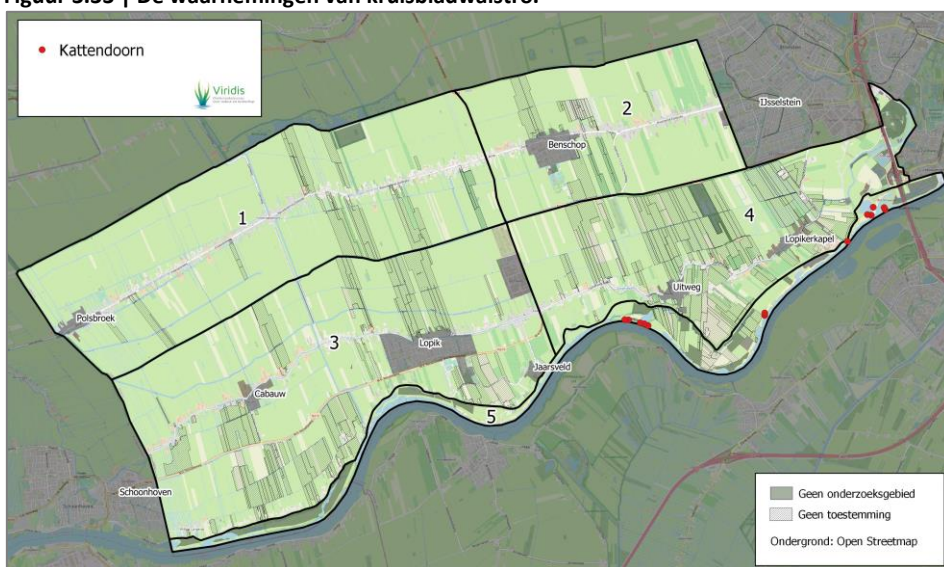 Figuur 3.33 | De waarnemingen van kruisbladwalstro.
Kattendoorn
Viridis
IJsselstein
2
Benschop
1
4
Lopikerkapel
Uitweg
Polsbroek
3
Lopik
Jaarsveld
Cabauw
5
Schoonhoven
Geen onderzoeksgebied
Geen toestemming
Ondergrond: Open Streetmap